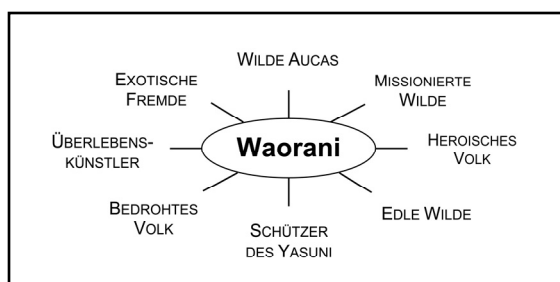 WILDE AUCAS
EXOTISCHE
FREMDE
MISSIONIERTE
WILDE
ÜBERLEBENS-
KÜNSTLER
Waorani
HEROISCHES
VOLK
BEDROHTES
VOLK
SCHÜTZER
DES YASUNI
EDLE WILDE